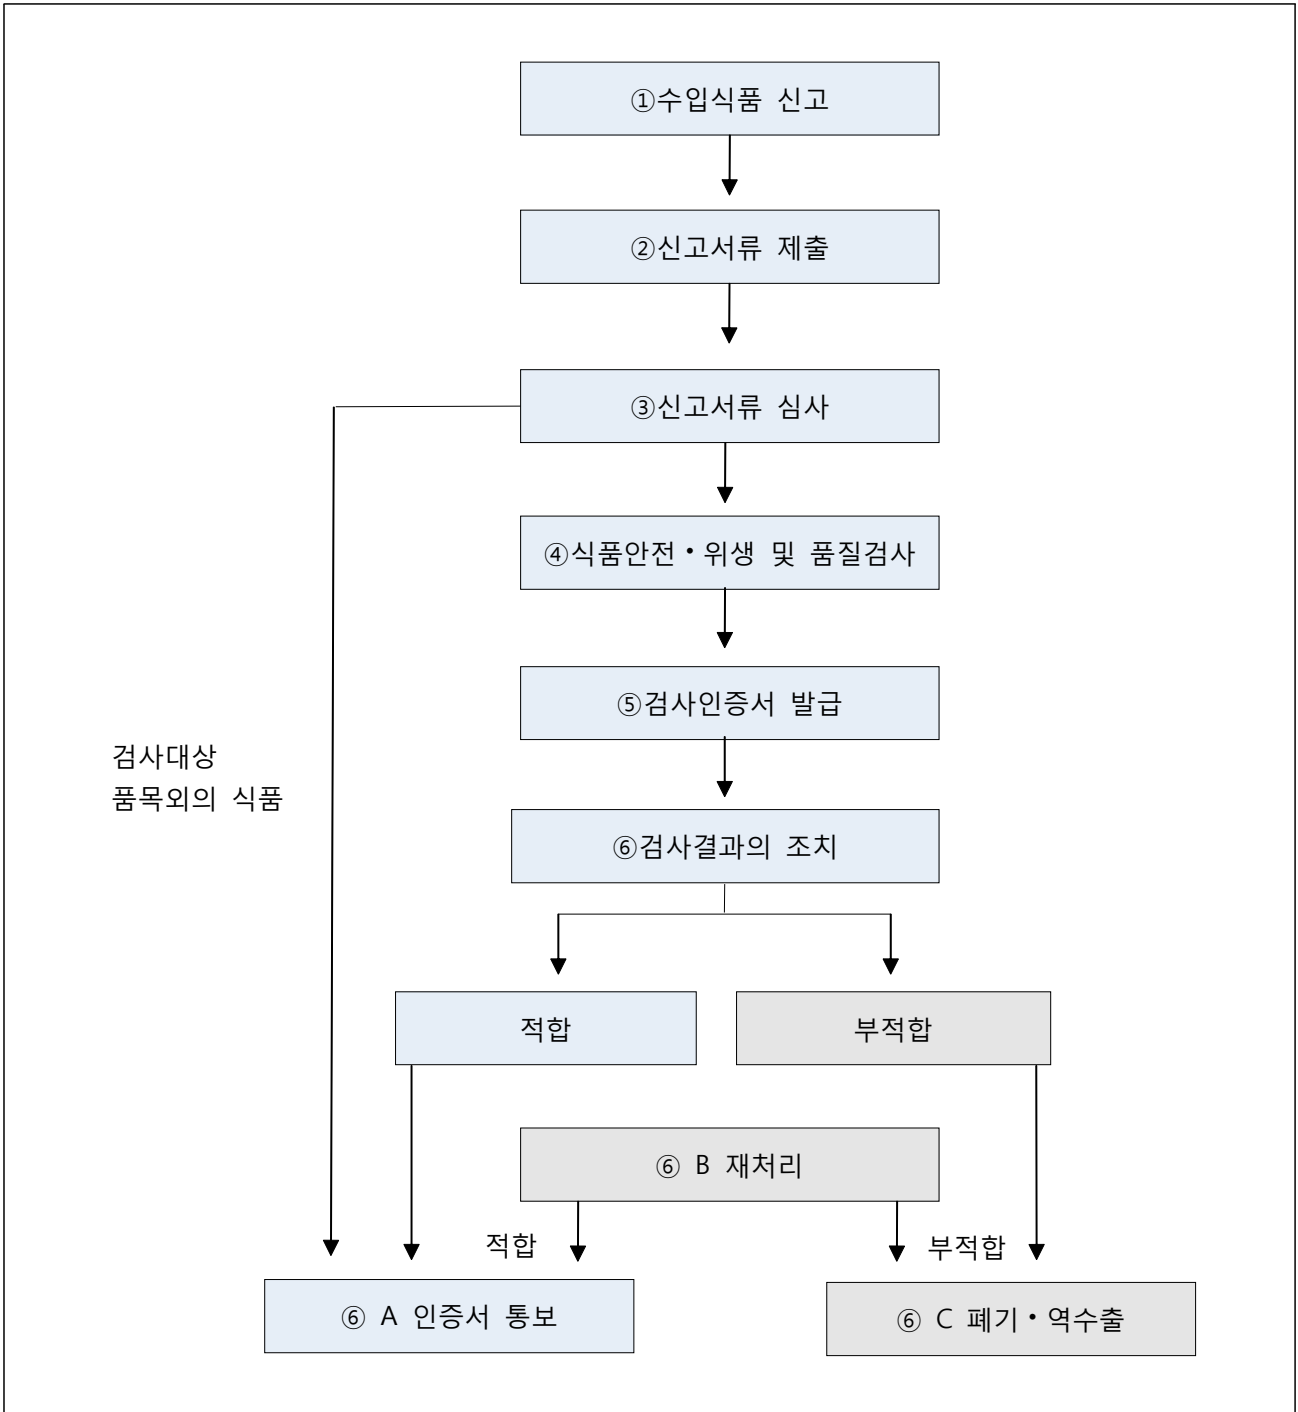 ①수입식품 신고
②신고서류 제출
③신고서류 심사
④식품안전・위생 및 품질검사
⑤검사인증서 발급
검사대상
품목외의 식품
⑥검사결과의 조치
적합
부적합
⑥ B 재처리
적합
부적합
⑥ A 인증서 통보
⑥ C 폐기・역수출